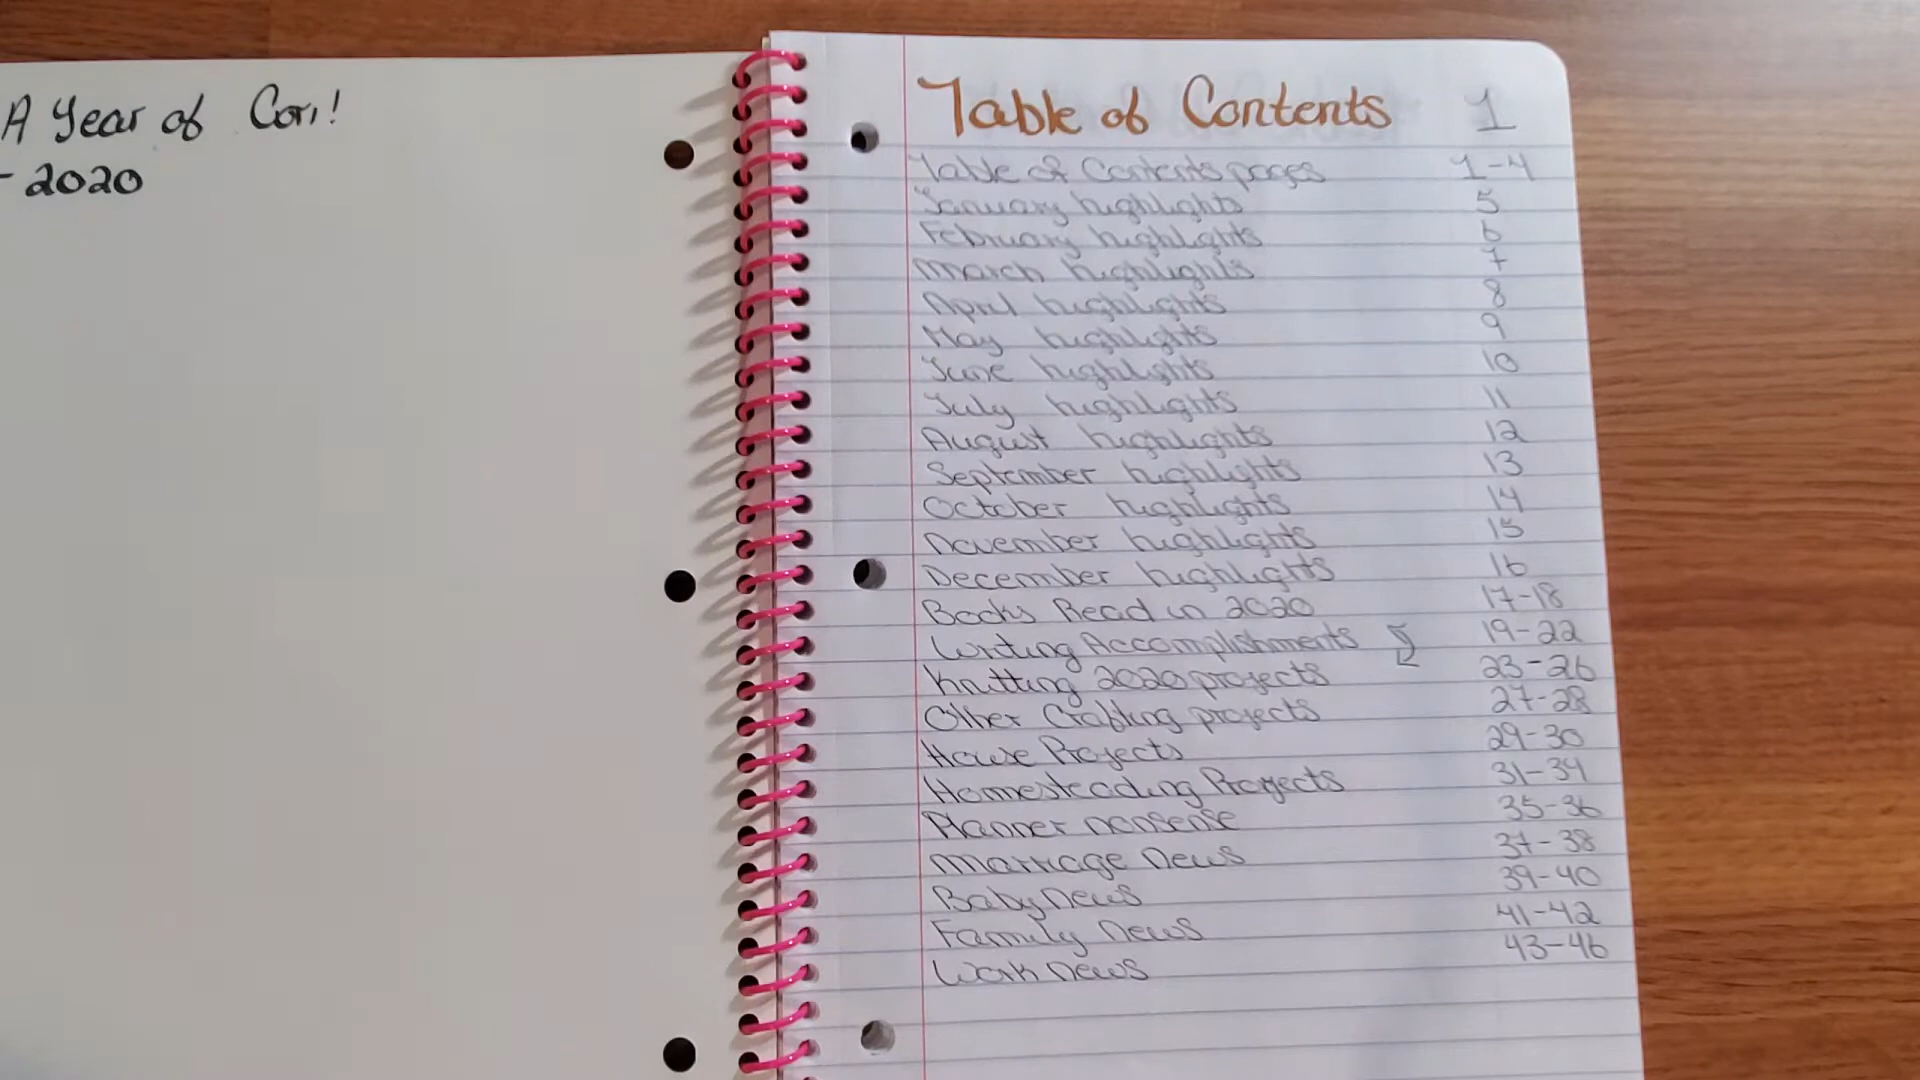 A Year of Cori!
- 2020
Table of Contents 1
Table of Contents pages 1-4
January highlights 5
February highlights 6
March highlights 7
April highlights 8
May highlights 9
June highlights 10
July highlights 11
August highlights 12
September highlights 13
October highlights 14
November highlights 15
December highlights 16
Books Read in 2020 17-18
Writing Accomplishments 19-22
Knitting 2020 projects 23-26
Other Crafting projects 27-28
House Projects 29-30
Homesteading Projects 31-34
Planner nonsense 35-36
Marriage News 37-38
Baby News 39-40
Family News 41-42
Work News 43-46